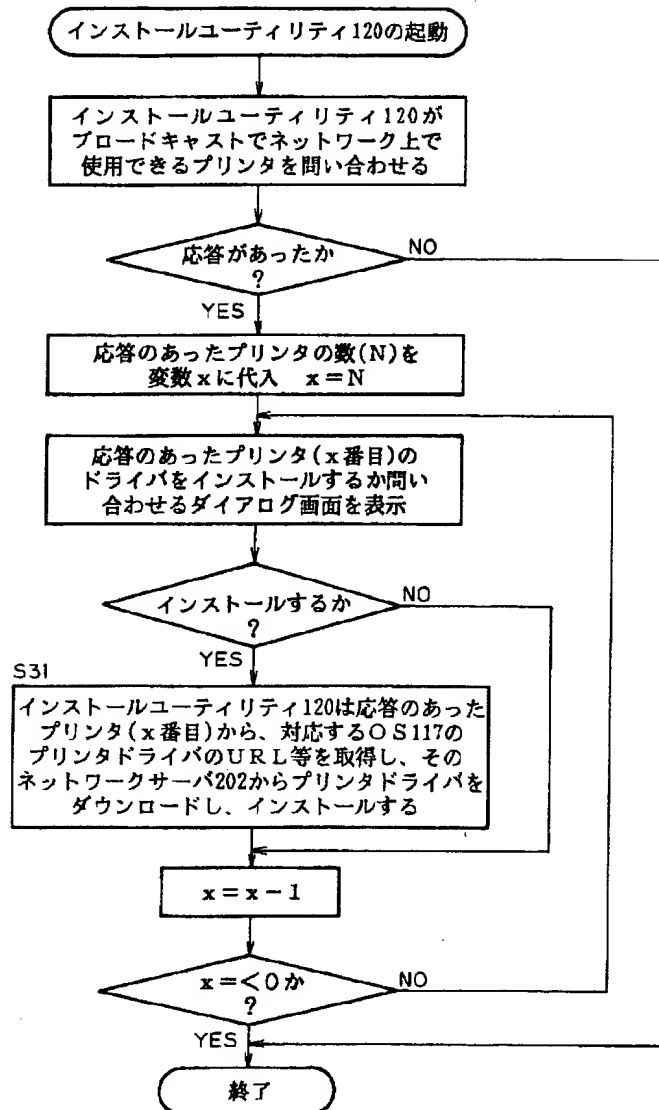 インストールユーティリティ120の起動
インストールユーティリティ120が
ブロードキャストでネットワーク上で
使用できるプリンタを問い合わせる
応答があったか
?
NO
YES
応答のあったプリンタの数(N)を
変数xに代入 x=N
応答のあったプリンタ(x番目)の
ドライバをインストールするか問い
合わせるダイアログ画面を表示
インストールするか
?
NO
YES
S31
インストールユーティリティ120は応答のあった
プリンタ(x番目)から、対応するOS117の
プリンタドライバのURL等を取得し、その
ネットワークサーバ202からプリンタドライバを
ダウンロードし、インストールする
x=x-1
x=<0か
?
NO
YES
終了